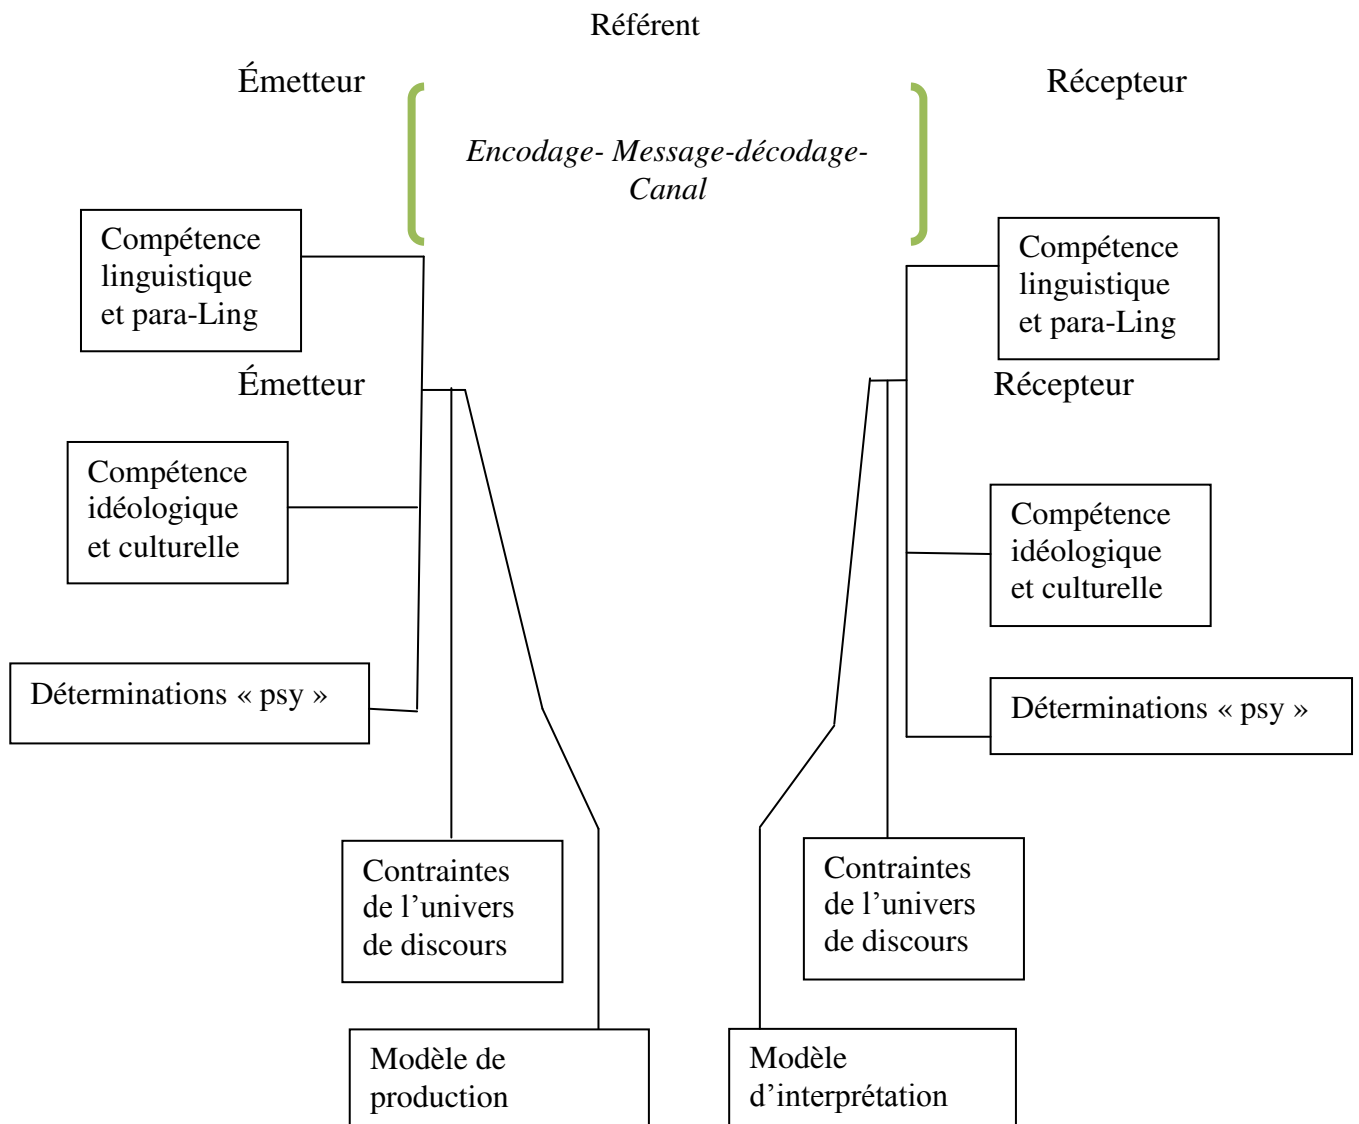 Référent
Émetteur
Récepteur
Encodage- Message-décodage-
Canal
Compétence
linguistique
et para-Ling
Compétence
linguistique
et para-Ling
Émetteur
Récepteur
Compétence
idéologique
et culturelle
Compétence
idéologique
et culturelle
Déterminations « psy »
Déterminations « psy »
Contraintes
de l’univers
de discours
Contraintes
de l’univers
de discours
Modèle de
production
Modèle
d’interprétation